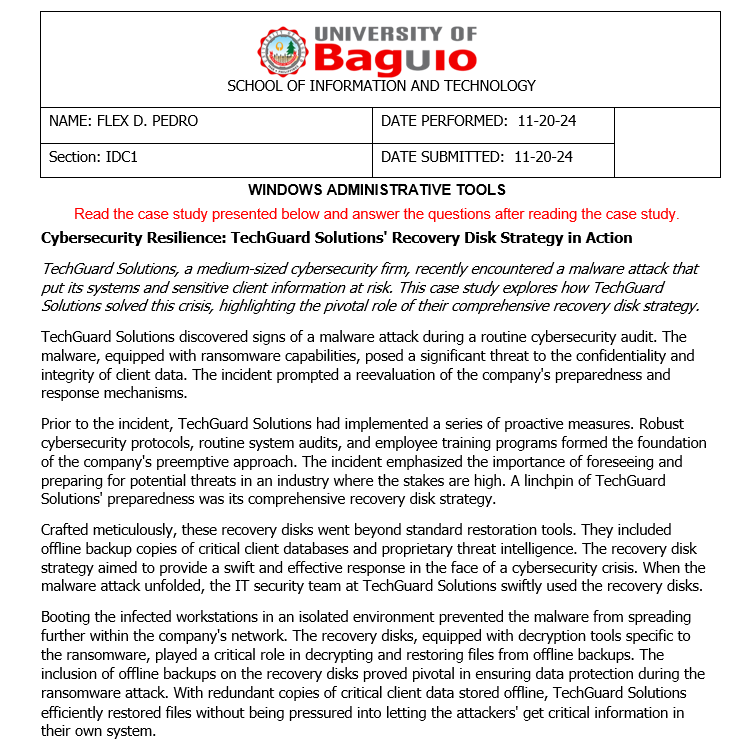 UNIVERSITY OF
Baguio
SCHOOL OF INFORMATION AND TECHNOLOGY
NAME: FLEX D. PEDRO
DATE PERFORMED: 11-20-24
Section: IDC1
DATE SUBMITTED: 11-20-24
WINDOWS ADMINISTRATIVE TOOLS
Read the case study presented below and answer the questions after reading the case study.
Cybersecurity Resilience: TechGuard Solutions' Recovery Disk Strategy in Action
TechGuard Solutions, a medium-sized cybersecurity firm, recently encountered a malware attack that
put its systems and sensitive client information at risk. This case study explores how TechGuard
Solutions solved this crisis, highlighting the pivotal role of their comprehensive recovery disk strategy.
TechGuard Solutions discovered signs of a malware attack during a routine cybersecurity audit. The
malware, equipped with ransomware capabilities, posed a significant threat to the confidentiality and
integrity of client data. The incident prompted a reevaluation of the company's preparedness and
response mechanisms.
Prior to the incident, TechGuard Solutions had implemented a series of proactive measures. Robust
cybersecurity protocols, routine system audits, and employee training programs formed the foundation
of the company's preemptive approach. The incident emphasized the importance of foreseeing and
preparing for potential threats in an industry where the stakes are high. A linchpin of TechGuard
Solutions' preparedness was its comprehensive recovery disk strategy.
Crafted meticulously, these recovery disks went beyond standard restoration tools. They included
offline backup copies of critical client databases and proprietary threat intelligence. The recovery disk
strategy aimed to provide a swift and effective response in the face of a cybersecurity crisis. When the
malware attack unfolded, the IT security team at TechGuard Solutions swiftly used the recovery disks.
Booting the infected workstations in an isolated environment prevented the malware from spreading
further within the company's network. The recovery disks, equipped with decryption tools specific to
the ransomware, played a critical role in decrypting and restoring files from offline backups. The
inclusion of offline backups on the recovery disks proved pivotal in ensuring data protection during the
ransomware attack. With redundant copies of critical client data stored offline, TechGuard Solutions
efficiently restored files without being pressured into letting the attackers' get critical information in
their own system.